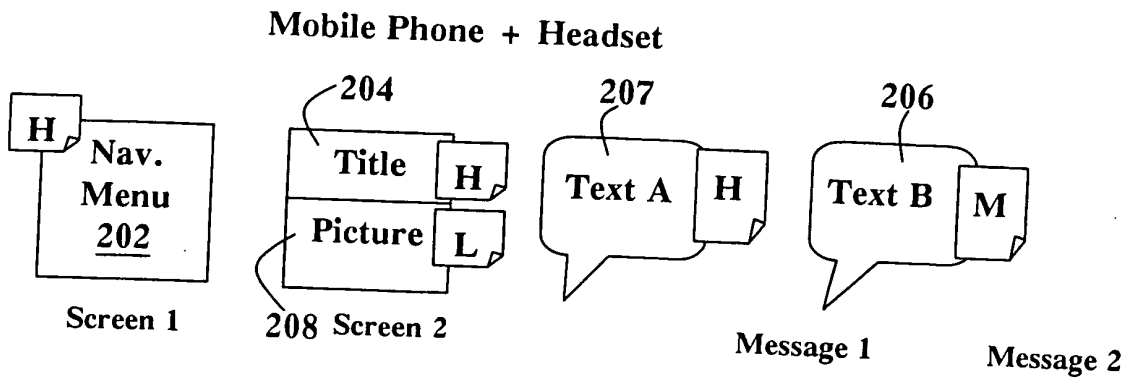 Mobile Phone + Headset
204
207
206
H
Nav.
Menu
202
Title
H
Picture
L
Text A
H
Text B
M
Screen 1
208
Screen 2
Message 1
Message 2